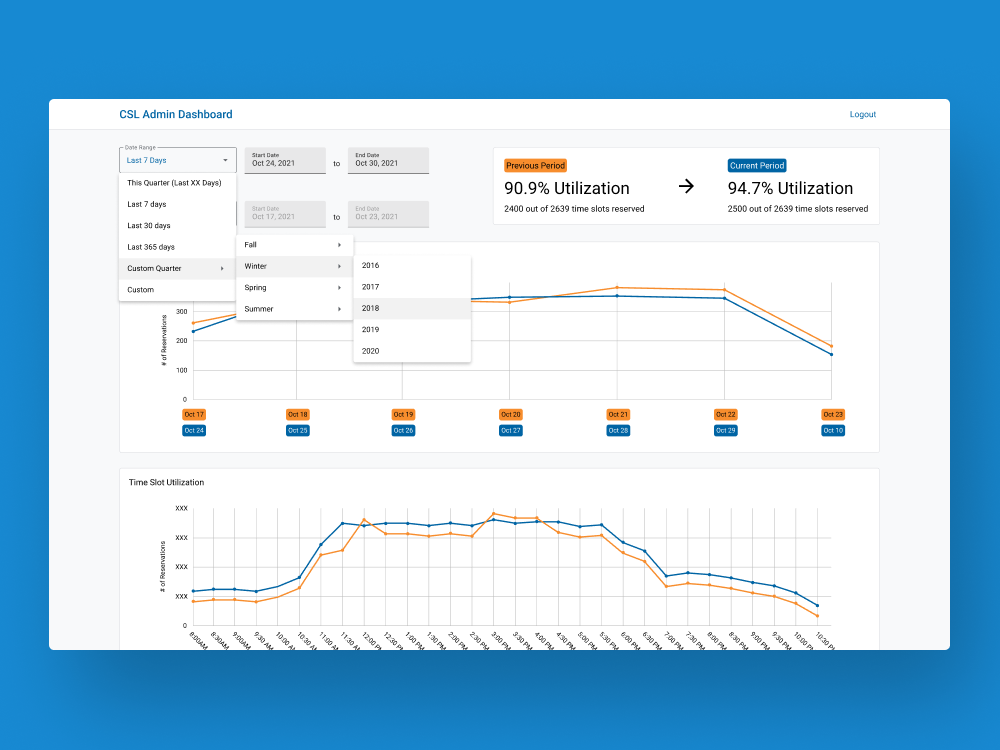 CSL Admin Dashboard
Logout
Date Range
Last 7 Days
Start Date
Oct 24, 2021
to
End Date
Oct 30, 2021
This Quarter (Last XX Days)
Last 7 days
Last 30 days
Last 365 days
Custom Quarter
Custom
Start Date
Oct 17, 2021
to
End Date
Oct 23, 2021
Fall
Winter
Spring
Summer
2016
2017
2018
2019
2020
Previous Period
90.9% Utilization
2400 out of 2639 time slots reserved
Current Period
94.7% Utilization
2500 out of 2639 time slots reserved
# of Reservations
300
200
100
0
Oct 17 Oct 18 Oct 19 Oct 20 Oct 21 Oct 22 Oct 23
Oct 24 Oct 25 Oct 26 Oct 27 Oct 28 Oct 29 Oct 10
Time Slot Utilization
# of Reservations
XXX
XXX
XXX
XXX
0
8:00AM 8:30AM 9:00AM 9:30 AM 10:00 AM 10:30 AM 11:00 AM 11:30 AM 12:00 PM 12:30 PM 1:00 PM 1:30 PM 2:00 PM 2:30 PM 3:00 PM 3:30 PM 4:00 PM 4:30 PM 5:00 PM 5:30 PM 6:00 PM 6:30 PM 7:00 PM 7:30 PM 8:00 PM 8:30 PM 9:00 PM 9:30 PM 10:00 PM 10:30 PM